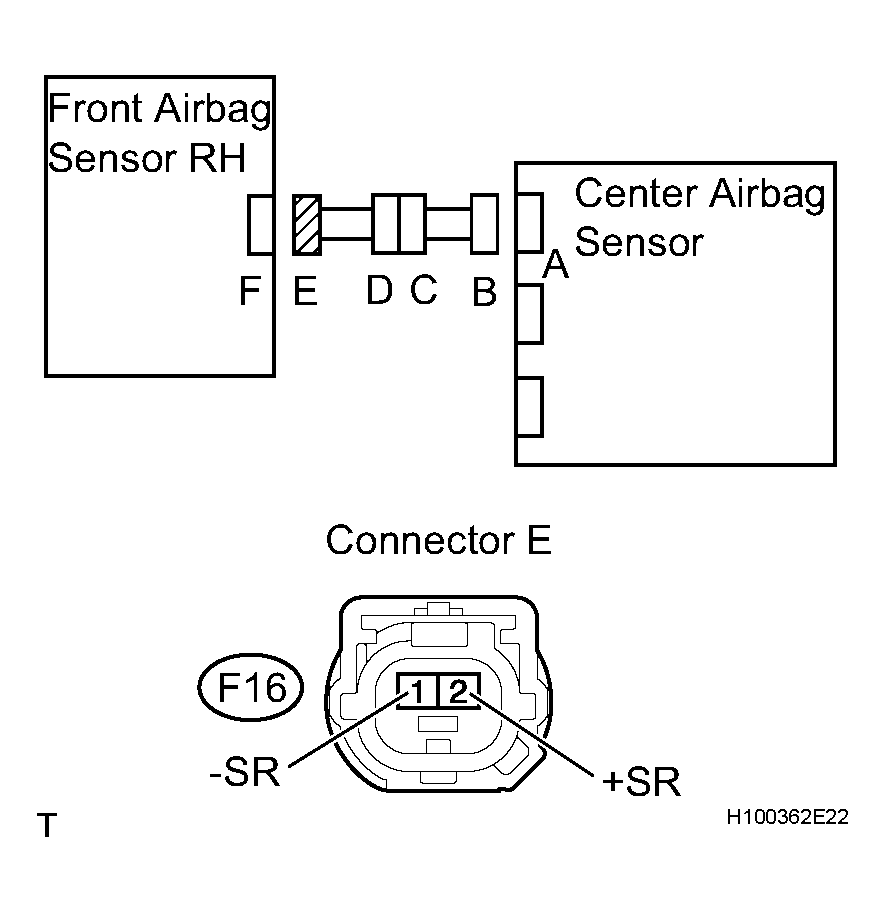 Front Airbag
Sensor RH
Center Airbag
Sensor
A
F E D C B
Connector E
F16
1 2
-SR
+SR
T
H100362E22